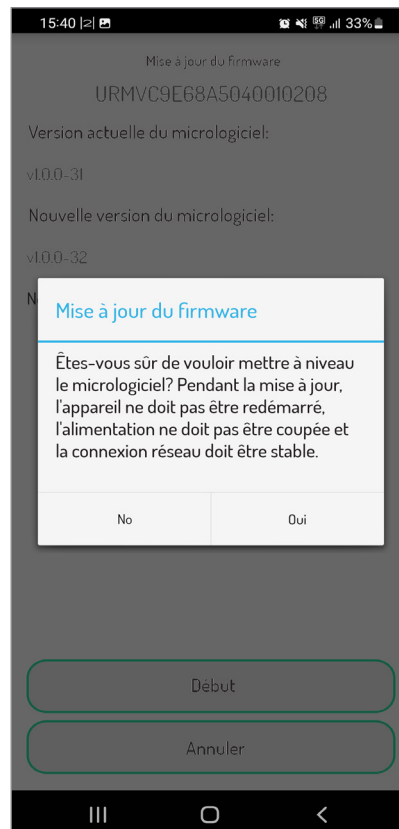 15:40 |2| 33%
Mise à jour du firmware
URMVC9E68A5040010208
Version actuelle du micrologiciel:
v1.0.0-31
Nouvelle version du micrologiciel:
v1.0.0-32
Mise à jour du firmware
Êtes-vous sûr de vouloir mettre à niveau
le micrologiciel? Pendant la mise à jour,
l'appareil ne doit pas être redémarré,
l'alimentation ne doit pas être coupée et
la connexion réseau doit être stable.
No
Oui
Début
Annuler